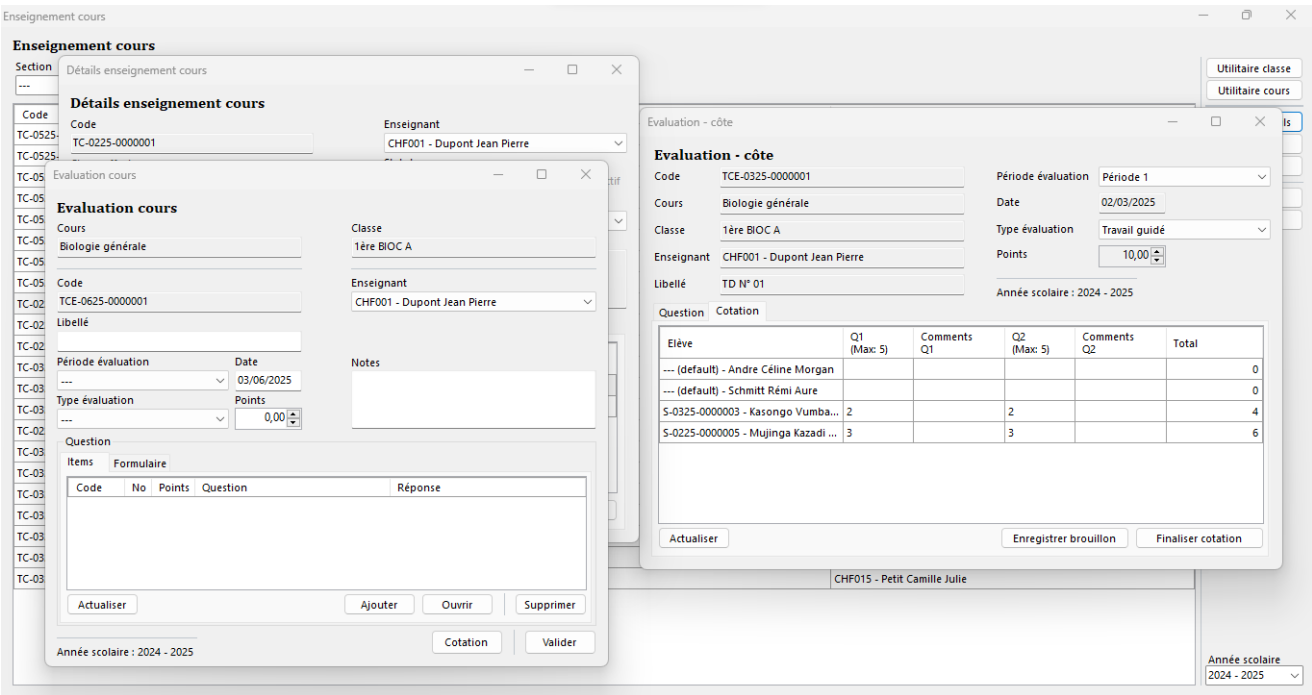 Enseignement cours
Enseignement cours
Section
---
Code
TC-0525-
TC-0525-
TC-05
TC-05
TC-05
TC-05
TC-05
TC-05
TC-02
TC-02
TC-02
TC-03
TC-03
TC-03
TC-02
TC-03
TC-03
TC-03
TC-03
TC-03
TC-03
TC-03
CHF015 - Petit Camille Julie
Utilitaire classe
Utilitaire cours
ls
Année scolaire
2024 - 2025
Détails enseignement cours
Détails enseignement cours
Code
Enseignant
TC-0225-0000001
CHF001 - Dupont Jean Pierre
tif
Evaluation cours
Evaluation cours
Cours
Classe
Biologie générale
1ère BIOC A
Code
Enseignant
TCE-0625-0000001
CHF001 - Dupont Jean Pierre
Libellé
Période évaluation
Date
Notes
---
03/06/2025
Type évaluation
Points
---
0,00
Question
Items
Formulaire
Code No Points Question Réponse
Actualiser
Ajouter
Ouvrir
Supprimer
Cotation
Valider
Année scolaire : 2024 - 2025
Evaluation - côte
Evaluation - côte
Code TCE-0325-0000001 Période évaluation Période 1
Cours Biologie générale Date 02/03/2025
Classe 1ère BIOC A Type évaluation Travail guidé
Enseignant CHF001 - Dupont Jean Pierre Points 10,00
Libellé TD N° 01
Année scolaire : 2024 - 2025
Question Cotation
Elève Q1 (Max: 5) Comments Q1 Q2 (Max: 5) Comments Q2 Total
--- (default) - Andre Céline Morgan 0
--- (default) - Schmitt Rémi Aure 0
S-0325-0000003 - Kasongo Vumba... 2 2 4
S-0225-0000005 - Mujinga Kazadi ... 3 3 6
Actualiser
Enregistrer brouillon
Finaliser cotation